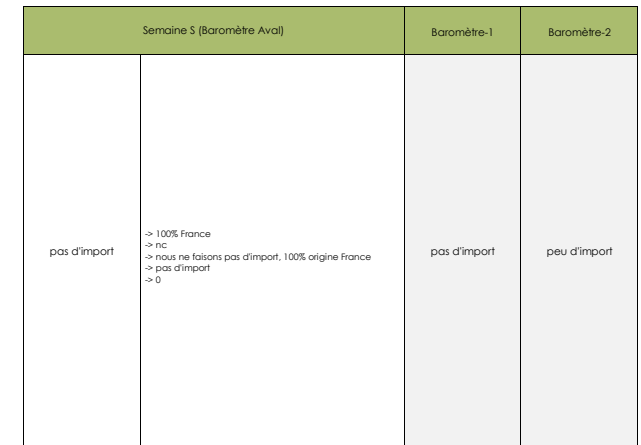 Semaine S (Baromètre Aval)
Baromètre-1
Baromètre-2
pas d'import
-> 100% France
-> nc
-> nous ne faisons pas d'import, 100% origine France
-> pas d'import
-> 0
pas d'import
peu d'import